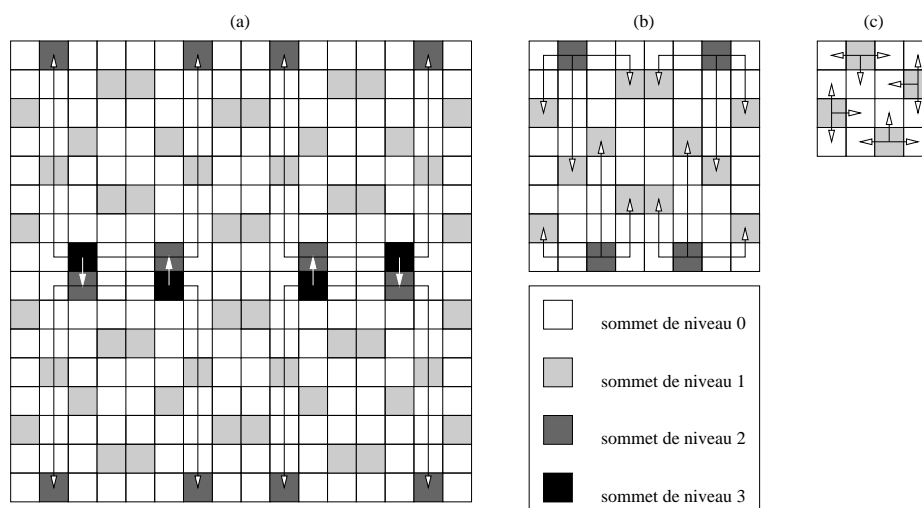 (a)
(b)
(c)
sommet de niveau 0
sommet de niveau 1
sommet de niveau 2
sommet de niveau 3